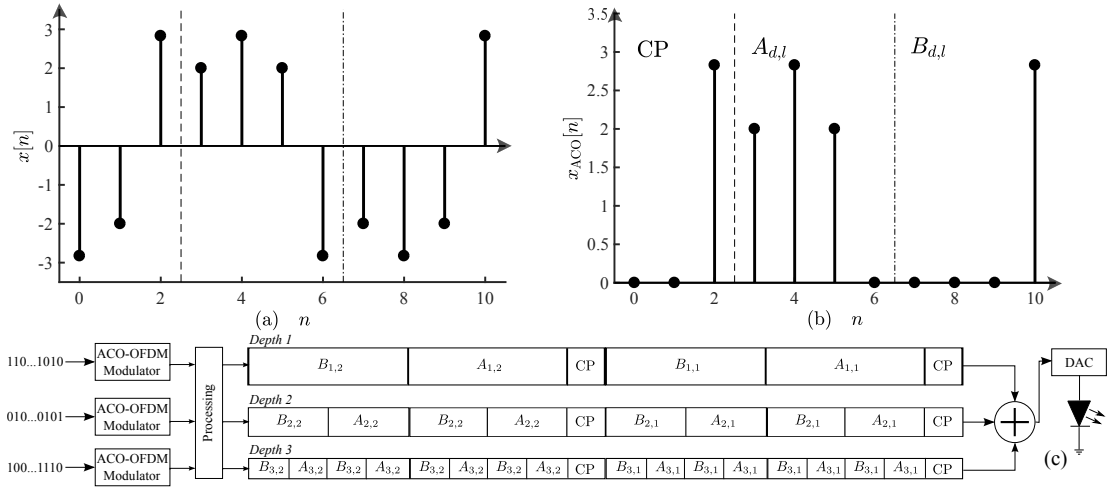 3
2
1
0
-1
-2
-3
x[n]
0 2 4 6 8 10
(a) n
3.5
3
2.5
2
1.5
1
0.5
0
x_ACO[n]
CP A_{d,l} B_{d,l}
0 2 4 6 8 10
(b) n
Depth 1
110...1010 ACO-OFDM
Modulator
B_{1,2} A_{1,2} CP B_{1,1} A_{1,1} CP
DAC
Processing
Depth 2
010...0101 ACO-OFDM
Modulator
B_{2,2} A_{2,2} B_{2,2} A_{2,2} CP B_{2,1} A_{2,1} B_{2,1} A_{2,1} CP
+
Depth 3
100...1110 ACO-OFDM
Modulator
B_{3,2} A_{3,2} B_{3,2} A_{3,2} B_{3,2} A_{3,2} B_{3,2} A_{3,2} CP B_{3,1} A_{3,1} B_{3,1} A_{3,1} B_{3,1} A_{3,1} B_{3,1} A_{3,1} CP
(c)